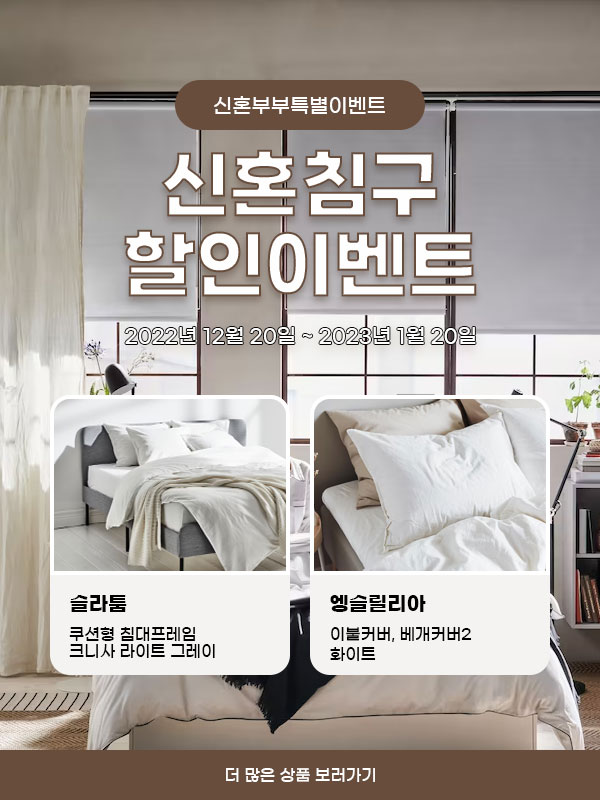 신혼부부특별이벤트
신혼침구
할인이벤트
2022년 12월 20일 ~ 2023년 1월 20일
슬라툼
쿠션형 침대프레임
크니사 라이트 그레이
엥슬릴리아
이불커버, 베개커버2
화이트
더 많은 상품 보러가기